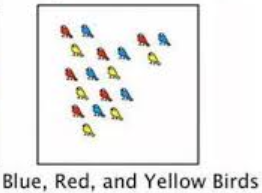 Blue, Red, and Yellow Birds